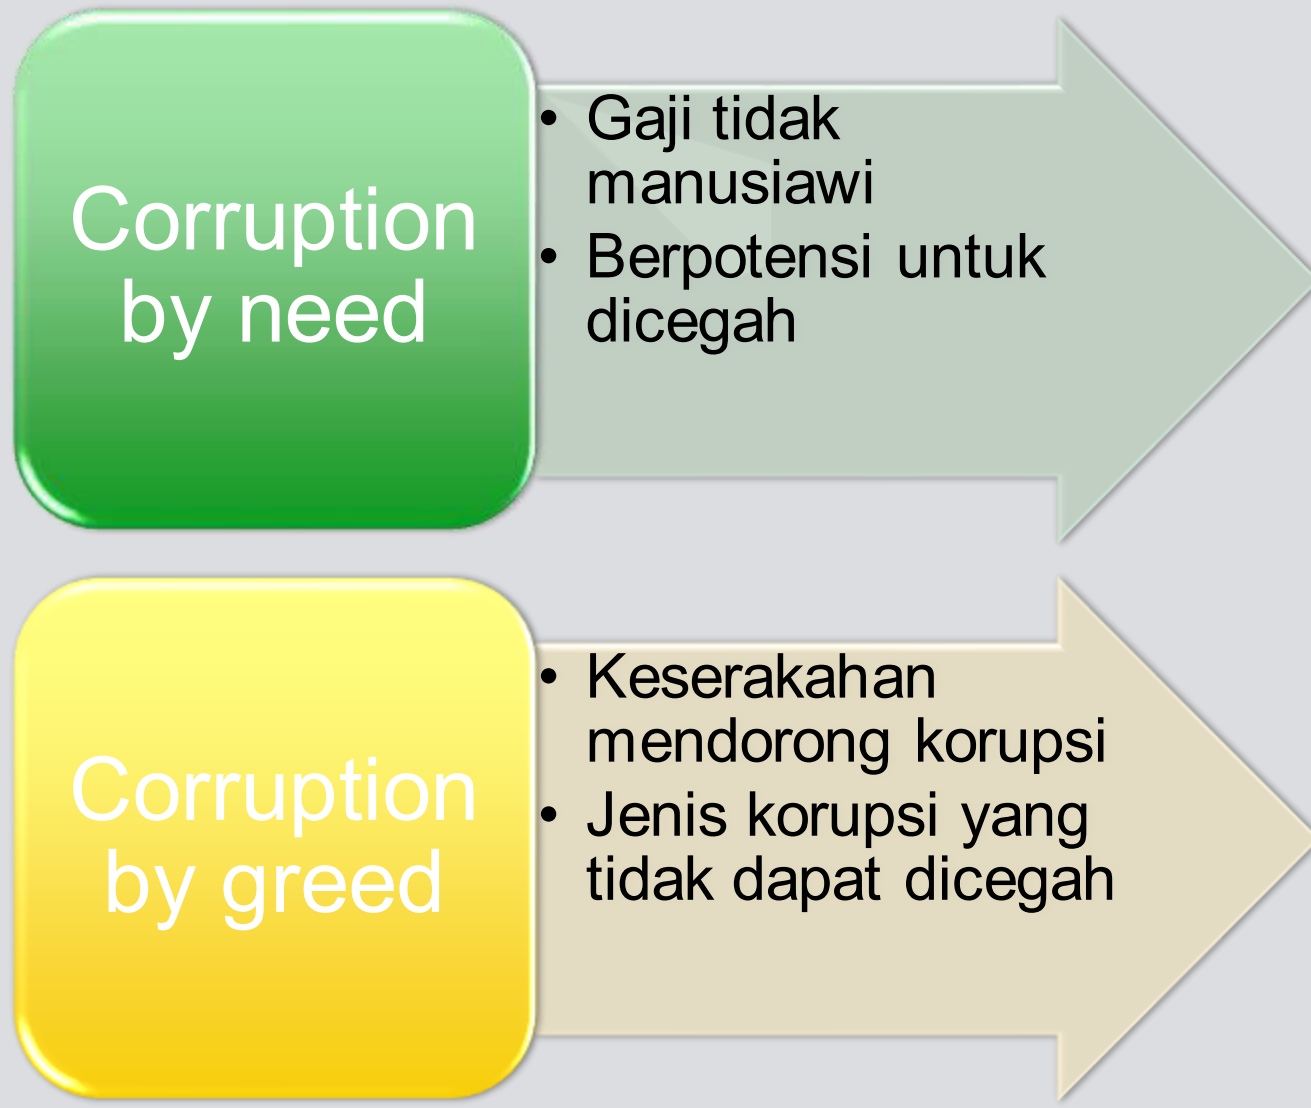 Corruption
by need
• Gaji tidak
manusiawi
• Berpotensi untuk
dicegah
Corruption
by greed
• Keserakahan
mendorong korupsi
• Jenis korupsi yang
tidak dapat dicegah